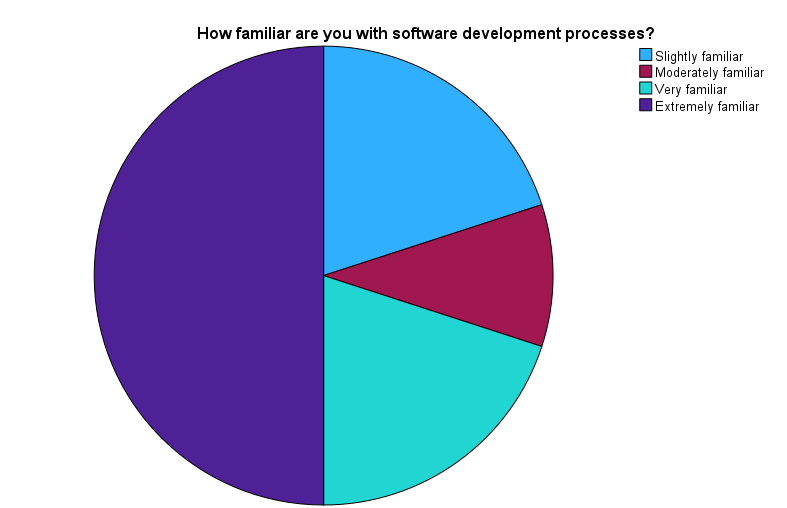 How familiar are you with software development processes?
Slightly familiar
Moderately familiar
Very familiar
Extremely familiar